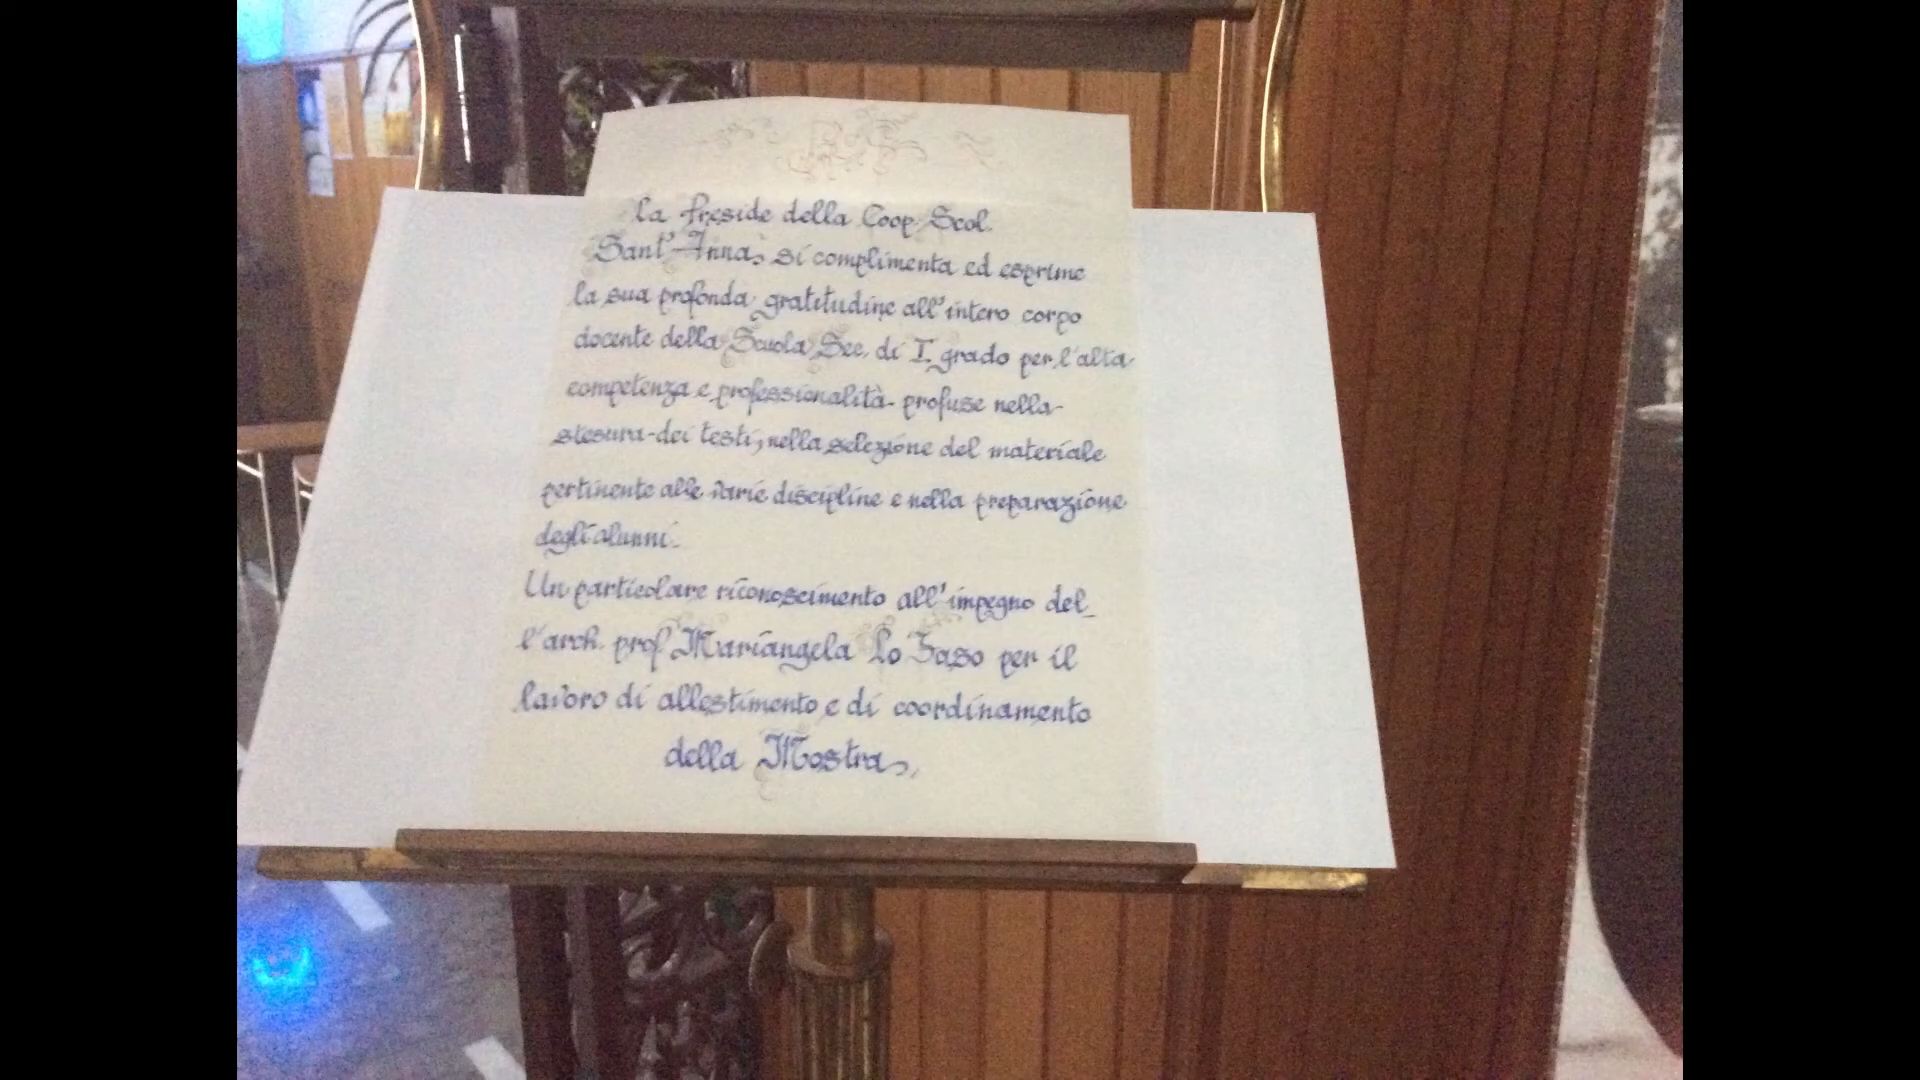 la Preside della Coop. Scol.
Sant'Anna si complimenta ed esprime
la sua profonda gratitudine all'intero corpo
docente della Scuola Sec. di I grado per l'alta
competenza e professionalità profuse nella
stesura dei testi, nella selezione del materiale
pertinente alle varie discipline e nella preparazione
degli alunni.
Un particolare riconoscimento all'impegno del-
l'arch. prof. Mariangela Lo Faso per il
lavoro di allestimento e di coordinamento
della Mostra.